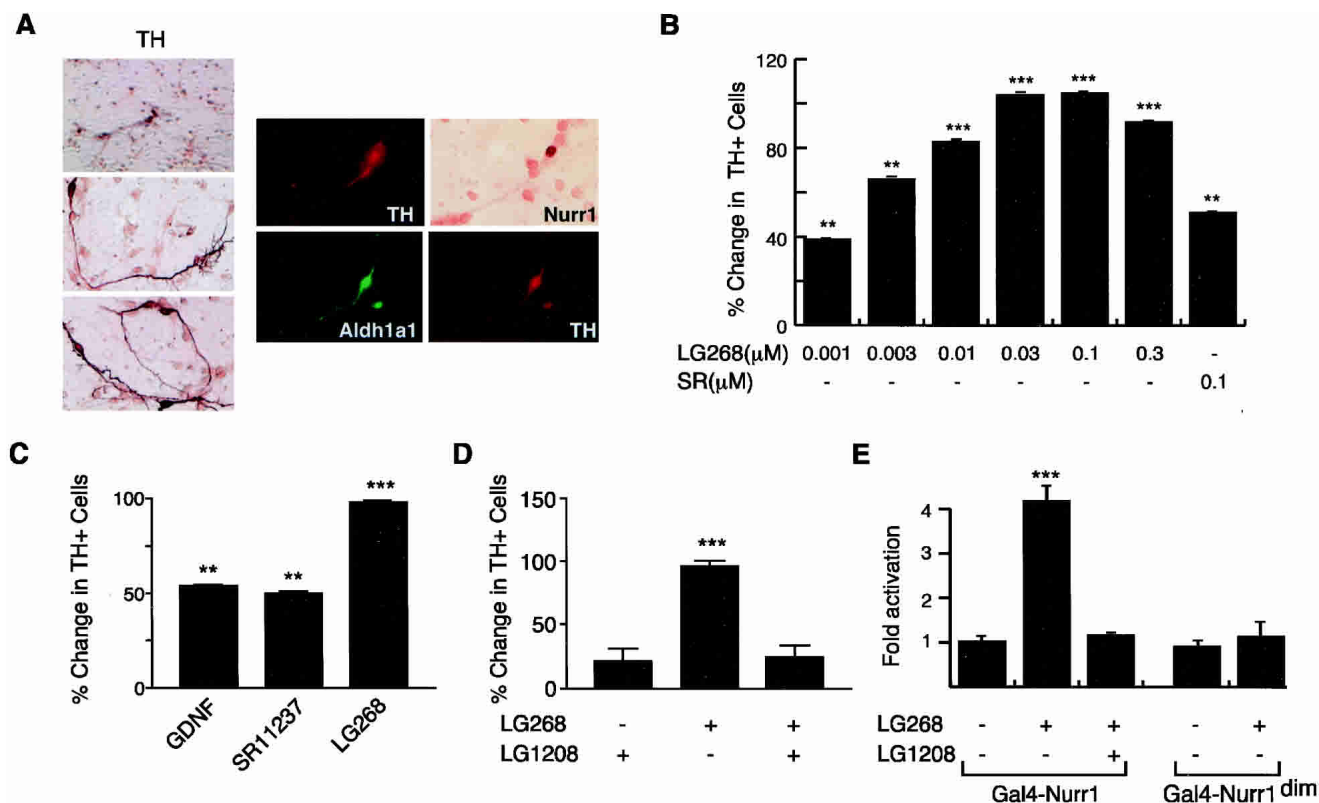 A
TH
TH
Nurr1
Aldh1a1
TH
B
% Change in TH+ Cells
120
80
40
0
** ** *** *** *** *** **
LG268(μM) 0.001 0.003 0.01 0.03 0.1 0.3 -
SR(μM) - - - - - - 0.1
C
% Change in TH+ Cells
100
50
0
** ** ***
GDNF
SR11237
LG268
D
% Change in TH+ Cells
150
100
50
0
***
LG268 - + +
LG1208 + - +
E
Fold activation
4
2
1
***
LG268 - + + - +
LG1208 - - + - -
Gal4-Nurr1 Gal4-Nurr1dim